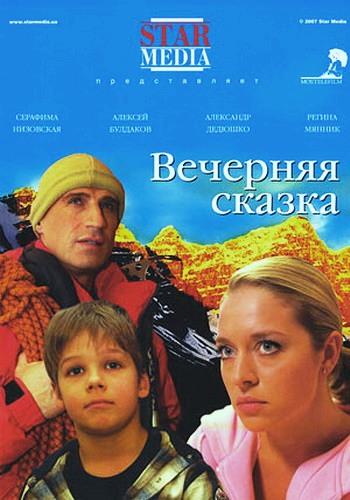 www.starmedia.ua
© 2007 Star Media
STAR
MEDIA
MOSTELEFILM
представляет
СЕРАФИМА
НИЗОВСКАЯ
АЛЕКСЕЙ
БУЛДАКОВ
АЛЕКСАНДР
ДЕДЮШКО
РЕГИНА
МЯННИК
Вечерняя
сказка